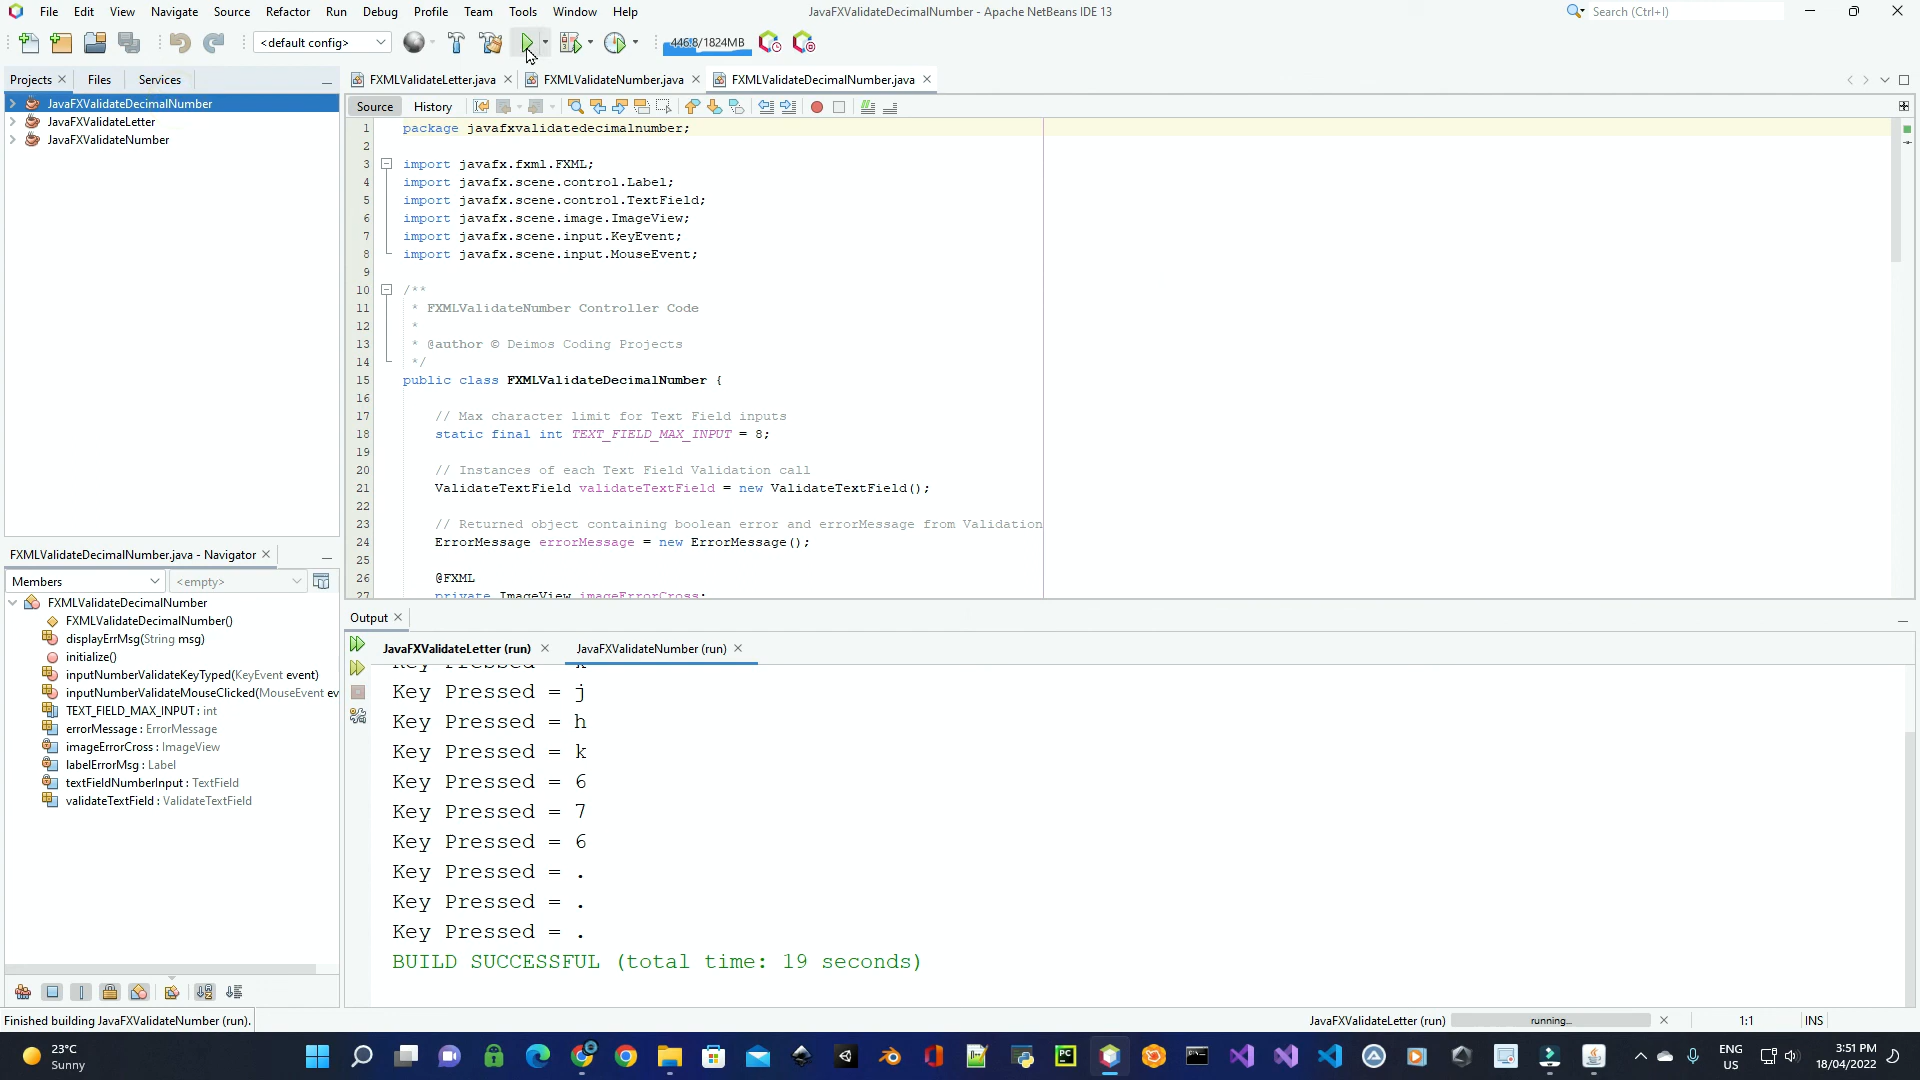 File Edit View Navigate Source Refactor Run Debug Profile Team Tools Window Help
JavaFXValidateDecimalNumber - Apache NetBeans IDE 13
Search (Ctrl+I)
<default config>
446.8/1824MB
Projects Files Services
JavaFXValidateDecimalNumber
JavaFXValidateLetter
JavaFXValidateNumber
FXMLValidateLetter.java FXMLValidateNumber.java FXMLValidateDecimalNumber.java
Source History
1 package javafxvalidatedecimalnumber;
2
3 import javafx.fxml.FXML;
4 import javafx.scene.control.Label;
5 import javafx.scene.control.TextField;
6 import javafx.scene.image.ImageView;
7 import javafx.scene.input.KeyEvent;
8 import javafx.scene.input.MouseEvent;
9
10 /**
11 * FXMLValidateNumber Controller Code
12 *
13 * @author © Deimos Coding Projects
14 */
15 public class FXMLValidateDecimalNumber {
16
17 // Max character limit for Text Field inputs
18 static final int TEXT_FIELD_MAX_INPUT = 8;
19
20 // Instances of each Text Field Validation call
21 ValidateTextField validateTextField = new ValidateTextField();
22
23 // Returned object containing boolean error and errorMessage from Validation
24 ErrorMessage errorMessage = new ErrorMessage();
25
26 @FXML
27 private ImageView imageErrorCross;
FXMLValidateDecimalNumber.java - Navigator
Members <empty>
FXMLValidateDecimalNumber
FXMLValidateDecimalNumber()
displayErrMsg(String msg)
initialize()
inputNumberValidateKeyTyped(KeyEvent event)
inputNumberValidateMouseClicked(MouseEvent ev
TEXT_FIELD_MAX_INPUT : int
errorMessage : ErrorMessage
imageErrorCross : ImageView
labelErrorMsg : Label
textFieldNumberInput : TextField
validateTextField : ValidateTextField
Output
JavaFXValidateLetter (run) JavaFXValidateNumber (run)
Key Pressed = k
Key Pressed = j
Key Pressed = h
Key Pressed = k
Key Pressed = 6
Key Pressed = 7
Key Pressed = 6
Key Pressed = .
Key Pressed = .
Key Pressed = .
BUILD SUCCESSFUL (total time: 19 seconds)
Finished building JavaFXValidateNumber (run).
JavaFXValidateLetter (run) running... 1:1 INS
23°C
Sunny
PC
ENG
US
3:51 PM
18/04/2022